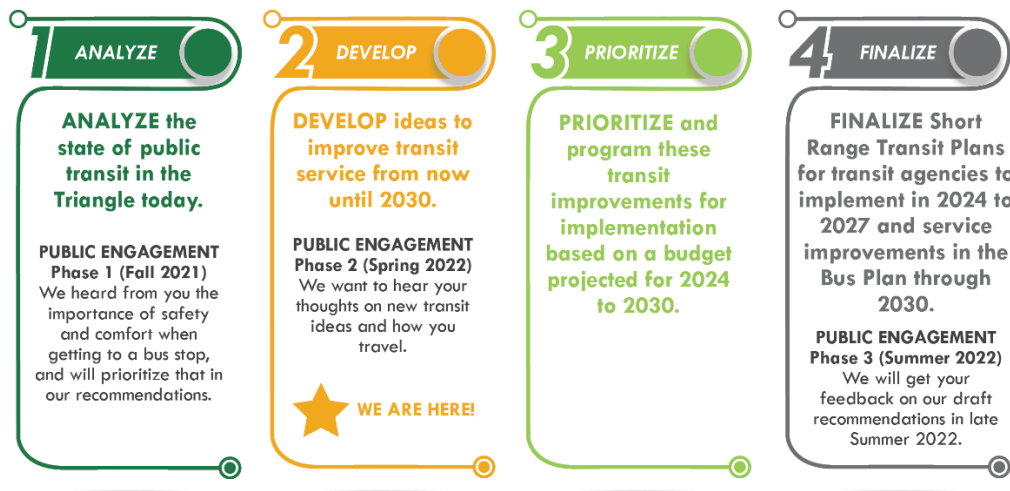 1 ANALYZE
ANALYZE the
state of public
transit in the
Triangle today.
PUBLIC ENGAGEMENT
Phase 1 (Fall 2021)
We heard from you the
importance of safety
and comfort when
getting to a bus stop,
and will prioritize that in
our recommendations.
2 DEVELOP
DEVELOP ideas to
improve transit
service from now
until 2030.
PUBLIC ENGAGEMENT
Phase 2 (Spring 2022)
We want to hear your
thoughts on new transit
ideas and how you
travel.
WE ARE HERE!
3 PRIORITIZE
PRIORITIZE and
program these
transit
improvements for
implementation
based on a budget
projected for 2024
to 2030.
4 FINALIZE
FINALIZE Short
Range Transit Plans
for transit agencies to
implement in 2024 to
2027 and service
improvements in the
Bus Plan through
2030.
PUBLIC ENGAGEMENT
Phase 3 (Summer 2022)
We will get your
feedback on our draft
recommendations in late
Summer 2022.